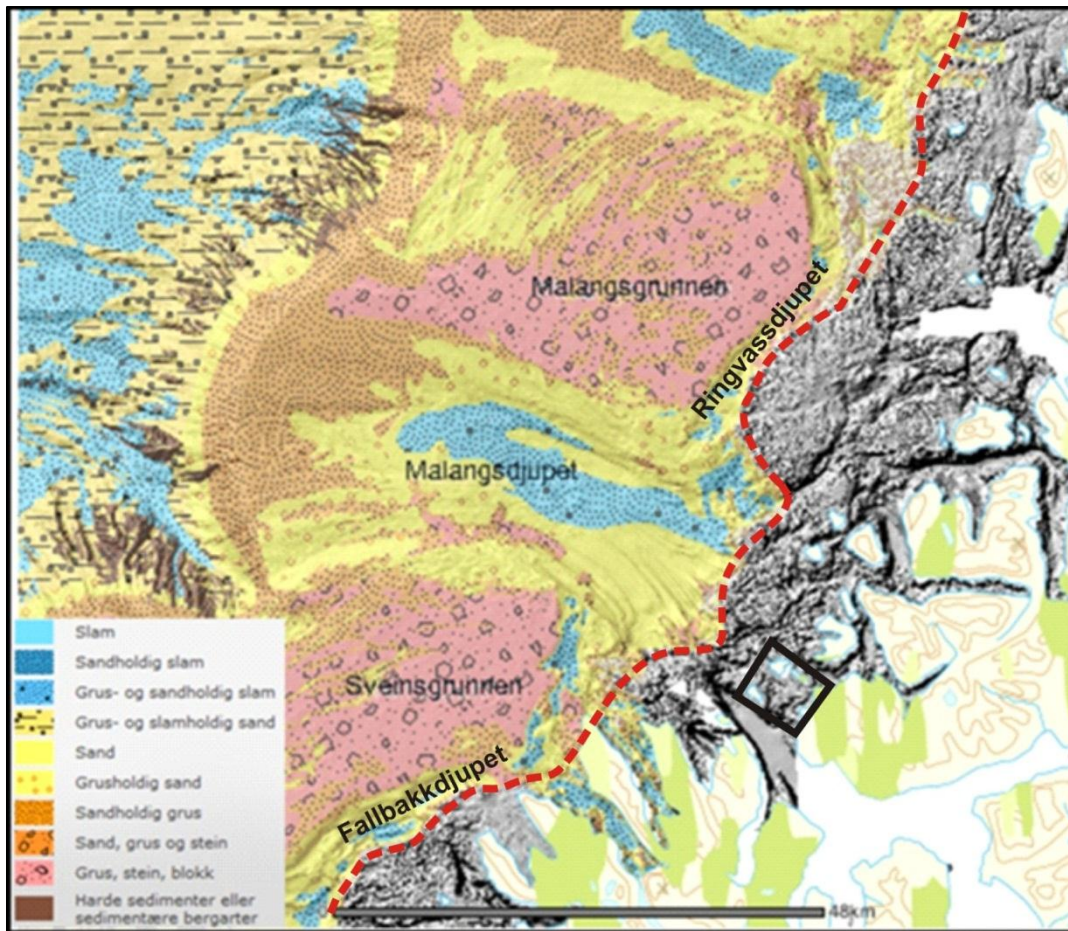 Malangsgrunnen
Ringvassdjupet
Malangsdjupet
Sveinsgrunnen
Fallbakkdjupet
Slam
Sandholdig slam
Grus- og sandholdig slam
Grus- og slamholdig sand
Sand
Grusholdig sand
Sandholdig grus
Sand, grus og stein
Grus, stein, blokk
Harde sedimenter eller
sedimentære bergarter
48km